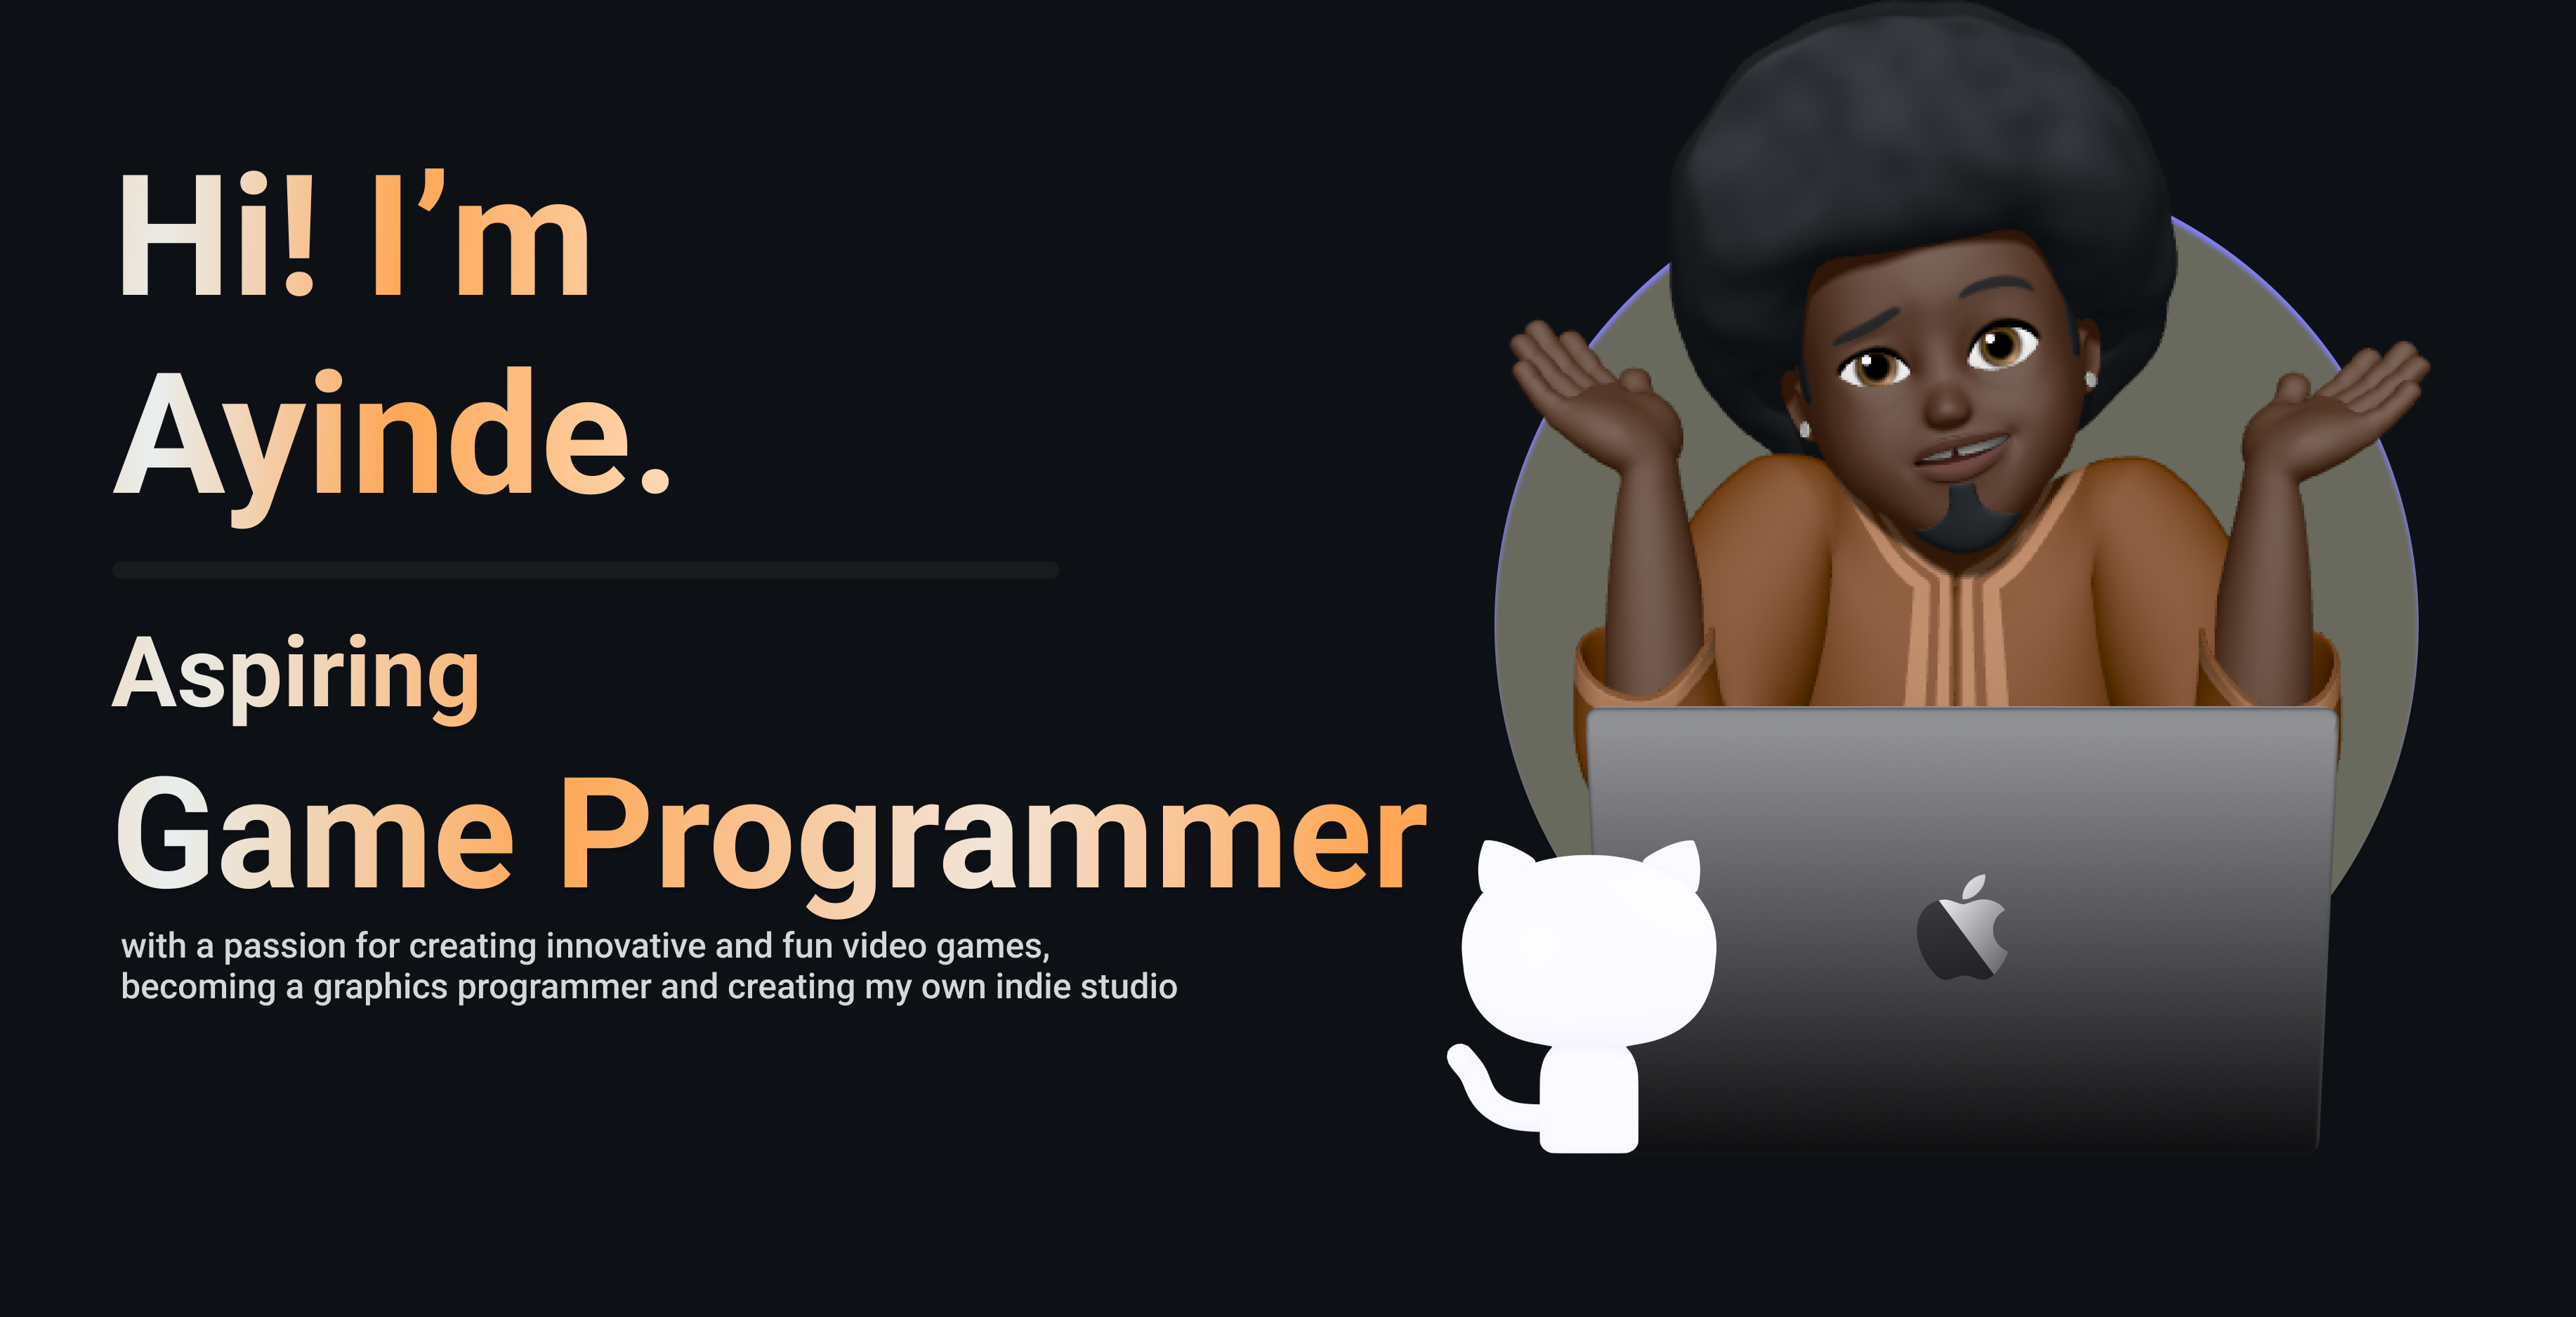 Hi! I’m
Ayinde.
Aspiring
Game Programmer
with a passion for creating innovative and fun video games,
becoming a graphics programmer and creating my own indie studio